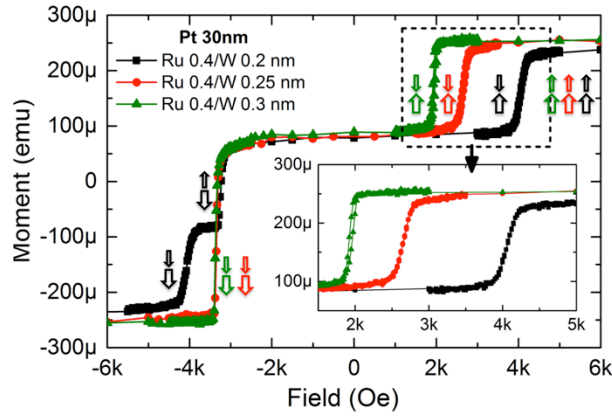 Pt 30nm
Ru 0.4/W 0.2 nm
Ru 0.4/W 0.25 nm
Ru 0.4/W 0.3 nm
Moment (emu)
300μ
200μ
100μ
0
-100μ
-200μ
-300μ
300μ
200μ
100μ
2k 3k 4k 5k
-6k -4k -2k 0 2k 4k 6k
Field (Oe)